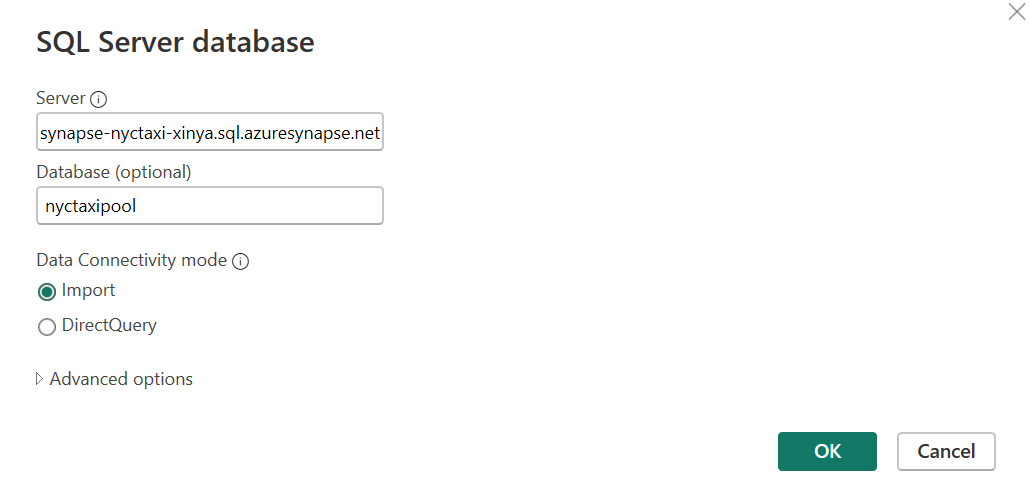 SQL Server database
Server
synapse-nyctaxi-xinya.sql.azuresynapse.net
Database (optional)
nyctaxipool
Data Connectivity mode
Import
DirectQuery
Advanced options
OK Cancel